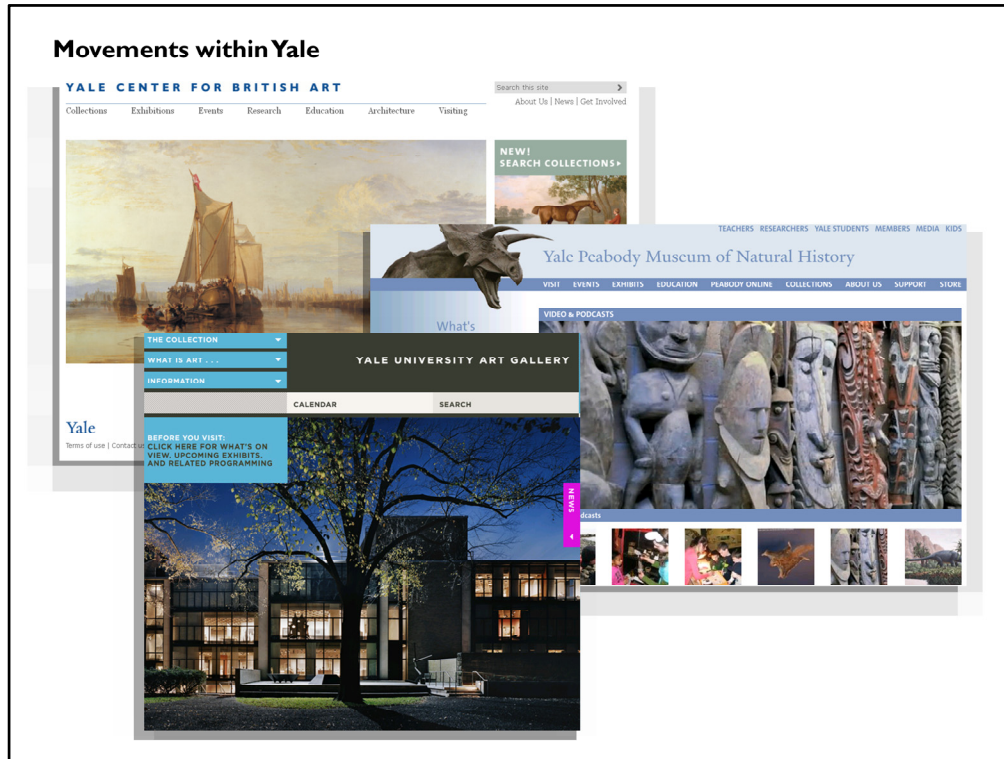 Movements within Yale
YALE CENTER FOR BRITISH ART
Search this site
About Us | News | Get Involved
Collections Exhibitions Events Research Education Architecture Visiting
NEW!
SEARCH COLLECTIONS
TEACHERS RESEARCHERS YALE STUDENTS MEMBERS MEDIA KIDS
Yale Peabody Museum of Natural History
VISIT EVENTS EXHIBITS EDUCATION PEABODY ONLINE COLLECTIONS ABOUT US SUPPORT STORE
VIDEO & PODCASTS
What's
THE COLLECTION
WHAT IS ART . . .
INFORMATION
YALE UNIVERSITY ART GALLERY
CALENDAR SEARCH
Yale
Terms of use | Contact us
BEFORE YOU VISIT:
CLICK HERE FOR WHAT'S ON
VIEW, UPCOMING EXHIBITS,
AND RELATED PROGRAMMING
NEWS